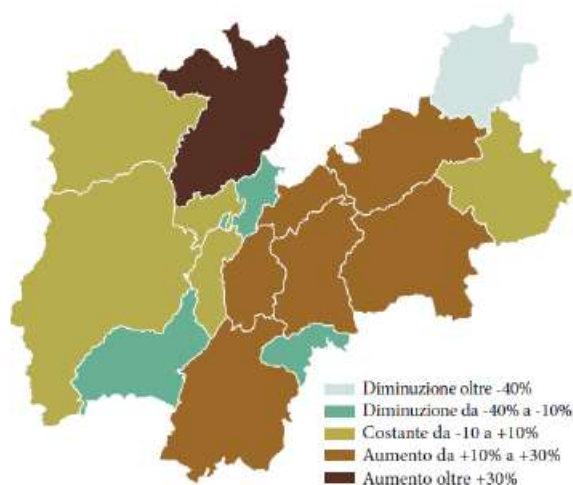 Diminuzione oltre -40%
Diminuzione da -40% a -10%
Costante da -10 a +10%
Aumento da +10% a +30%
Aumento oltre +30%